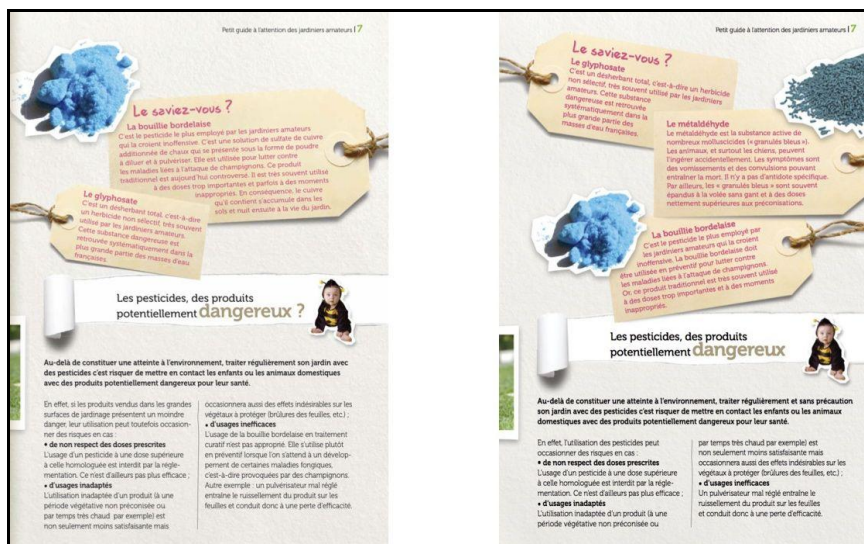 Petit guide à l'attention des jardiniers amateurs | 7
Le saviez-vous ?
La bouillie bordelaise
C'est le pesticide le plus employé par les jardiniers amateurs
qui la croient inoffensive. C'est une solution de sulfate de cuivre
additionnée de chaux qui se présente sous la forme de poudre
à diluer et à pulvériser. Elle est utilisée pour lutter contre
les maladies liées à l'attaque de champignons. Ce produit
traditionnel est aujourd'hui controversé. Il est très souvent utilisé
à des doses trop importantes et parfois à des moments
inappropriés. En conséquence, le cuivre
qu'il contient s'accumule dans les
sols et nuit ensuite à la vie du jardin.
Le glyphosate
C'est un désherbant total, c'est-à-dire
un herbicide non sélectif, très souvent
utilisé par les jardiniers amateurs.
Cette substance dangereuse est
retrouvée systématiquement dans la
plus grande partie des masses d'eau
françaises.
Les pesticides, des produits
potentiellement dangereux ?
Au-delà de constituer une atteinte à l'environnement, traiter régulièrement son jardin avec
des pesticides c'est risquer de mettre en contact les enfants ou les animaux domestiques
avec des produits potentiellement dangereux pour leur santé.
En effet, si les produits vendus dans les grandes
surfaces de jardinage présentent un moindre
danger, leur utilisation peut toutefois occasion-
ner des risques en cas :
• de non respect des doses prescrites
L'usage d'un pesticide à une dose supérieure
à celle homologuée est interdit par la régle-
mentation. Ce n'est d'ailleurs pas plus efficace ;
• d'usages inadaptés
L'utilisation inadaptée d'un produit (à une
période végétative non préconisée ou
par temps très chaud par exemple) est
non seulement moins satisfaisante mais
occasionnera aussi des effets indésirables sur les
végétaux à protéger (brûlures des feuilles, etc.) ;
• d'usages inefficaces
L'usage de la bouillie bordelaise en traitement
curatif n'est pas approprié. Elle s'utilise plutôt
en préventif lorsque l'on s'attend à un dévelop-
pement de certaines maladies fongiques,
c'est-à-dire provoquées par des champignons.
Autre exemple : un pulvérisateur mal réglé
entraîne le ruissellement du produit sur les
feuilles et conduit donc à une perte d'efficacité.
Petit guide à l'attention des jardiniers amateurs | 7
Le saviez-vous ?
Le glyphosate
C'est un désherbant total, c'est-à-dire un herbicide
non sélectif, très souvent utilisé par les jardiniers
amateurs. Cette substance
dangereuse est retrouvée
systématiquement dans la
plus grande partie des
masses d'eau françaises.
Le métaldéhyde
Le métaldéhyde est la substance active de
nombreux molluscicides (« granulés bleus »).
Les animaux, et surtout les chiens, peuvent
l'ingérer accidentellement. Les symptômes sont
des vomissements et des convulsions pouvant
entraîner la mort. Il n'y a pas d'antidote spécifique.
Par ailleurs, les « granulés bleus » sont souvent
épandus à la volée sans gant et à des doses
nettement supérieures aux préconisations.
La bouillie bordelaise
C'est le pesticide le plus employé par
les jardiniers amateurs qui la croient
inoffensive. La bouillie bordelaise doit
être utilisée en préventif pour lutter contre
les maladies liées à l'attaque de champignons.
Or, ce produit traditionnel est très souvent utilisé
à des doses trop importantes et à des moments
inappropriés.
Les pesticides, des produits
potentiellement dangereux
Au-delà de constituer une atteinte à l'environnement, traiter régulièrement et sans précaution
son jardin avec des pesticides c'est risquer de mettre en contact les enfants ou les animaux
domestiques avec des produits potentiellement dangereux pour leur santé.
En effet, l'utilisation des pesticides peut
occasionner des risques en cas :
• de non respect des doses prescrites
L'usage d'un pesticide à une dose supérieure
à celle homologuée est interdit par la régle-
mentation. Ce n'est d'ailleurs pas plus efficace ;
• d'usages inadaptés
L'utilisation inadaptée d'un produit (à une
période végétative non préconisée ou
par temps très chaud par exemple) est
non seulement moins satisfaisante mais
occasionnera aussi des effets indésirables sur les
végétaux à protéger (brûlures des feuilles, etc.) ;
• d'usages inefficaces
Un pulvérisateur mal réglé entraîne le
ruissellement du produit sur les feuilles
et conduit donc à une perte d'efficacité.